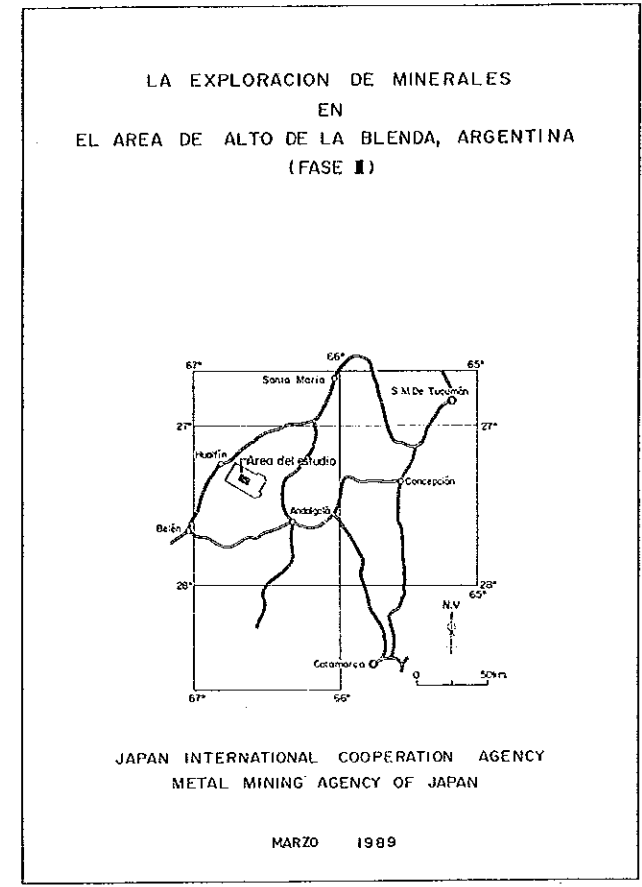 LA EXPLORACION DE MINERALES
EN
EL AREA DE ALTO DE LA BLENDA, ARGENTINA
(FASE II)
67°
66°
65°
Santa María
S.M.De Tucumán
27°
27°
Hualfín
Area del estudio
Concepción
Andalgalá
Belén
28°
28°
65°
N.V
Catamarca
0 50km
67°
66°
JAPAN INTERNATIONAL COOPERATION AGENCY
METAL MINING AGENCY OF JAPAN
MARZO 1989